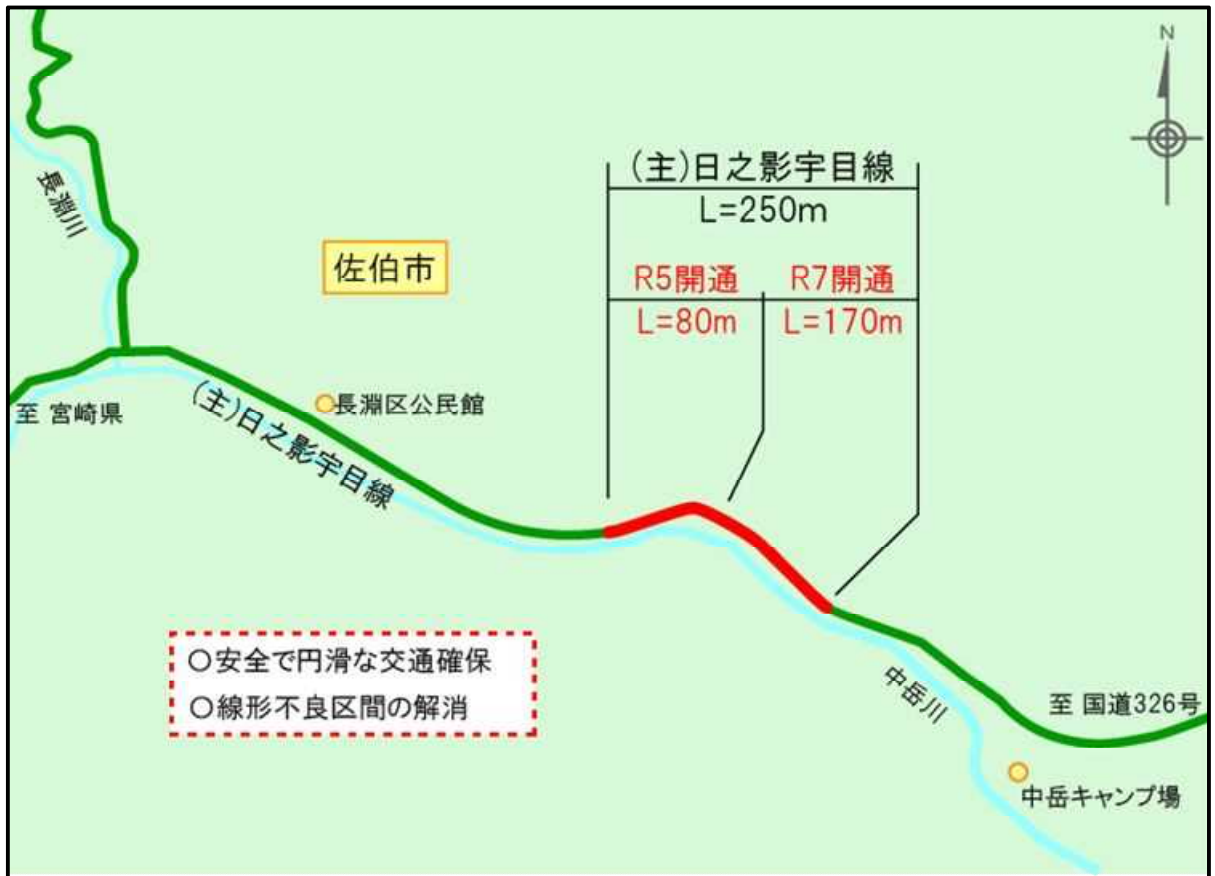 N
(主)日之影宇目線
L=250m
長淵川
佐伯市
R5開通
R7開通
L=80m
L=170m
至 宮崎県
(主)日之影宇目線
長淵区公民館
○安全で円滑な交通確保
○線形不良区間の解消
中岳川
至 国道326号
中岳キャンプ場